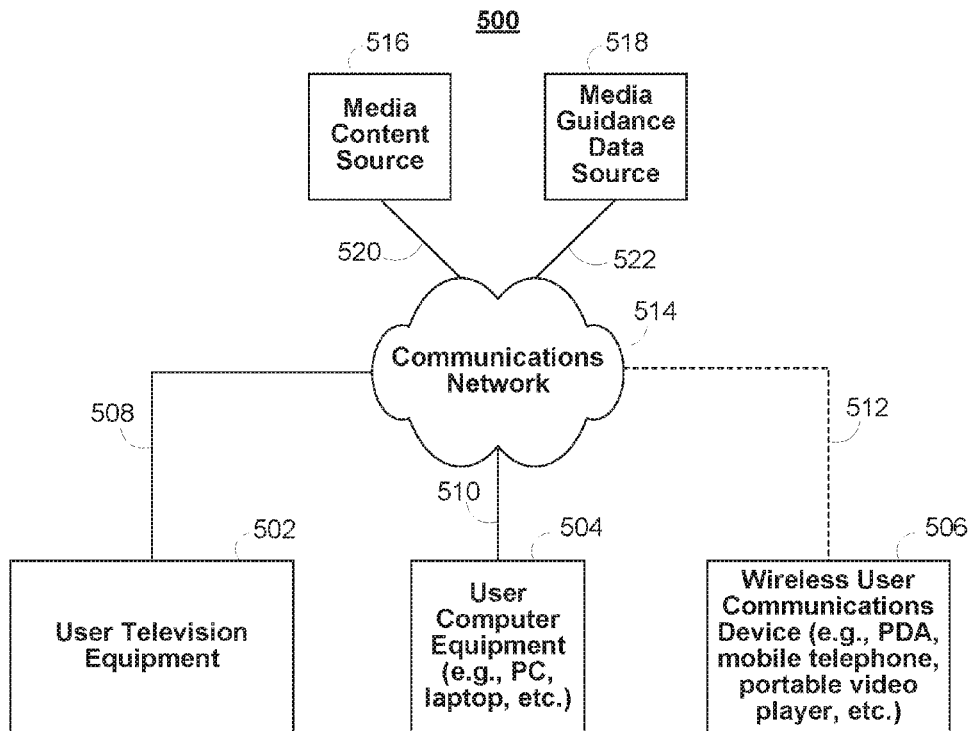 500
516
518
Media
Content
Source
Media
Guidance
Data
Source
520
522
514
Communications
Network
508
512
510
502
504
506
User Television
Equipment
User
Computer
Equipment
(e.g., PC,
laptop, etc.)
Wireless User
Communications
Device (e.g., PDA,
mobile telephone,
portable video
player, etc.)